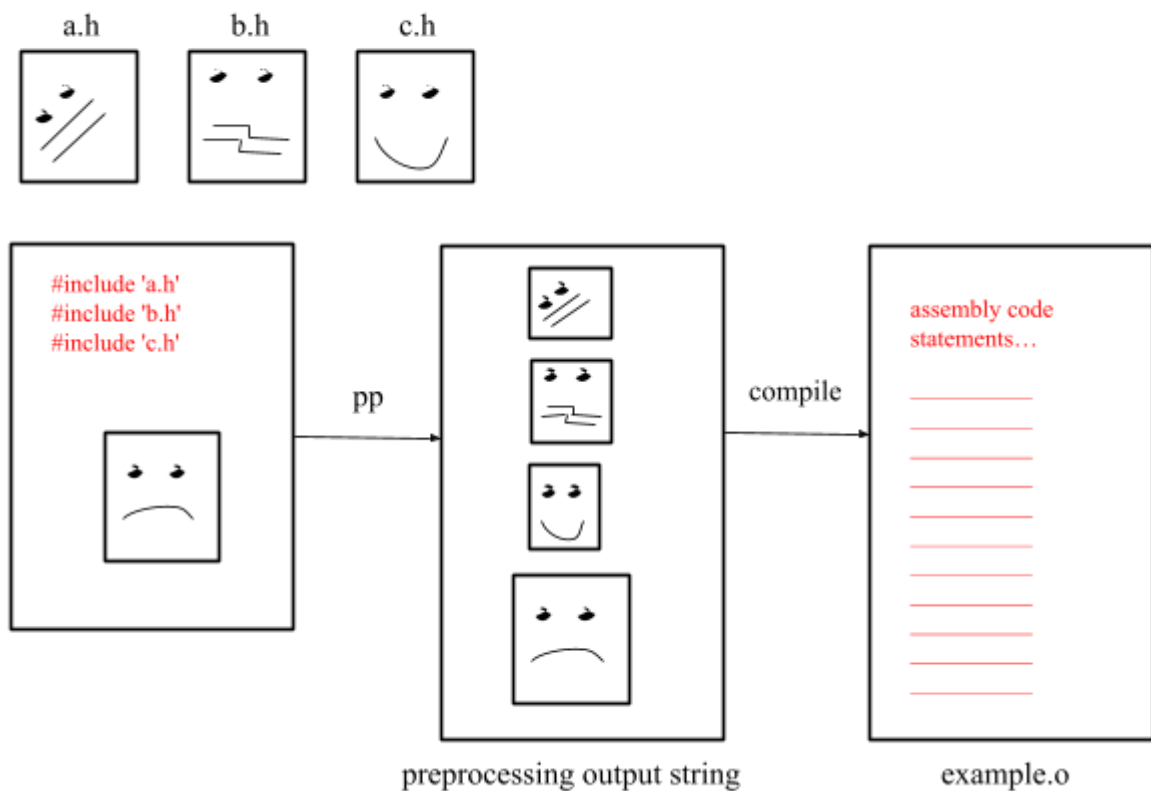 a.h
b.h
c.h
#include 'a.h'
#include 'b.h'
#include 'c.h'
pp
compile
assembly code
statements…
preprocessing output string
example.o